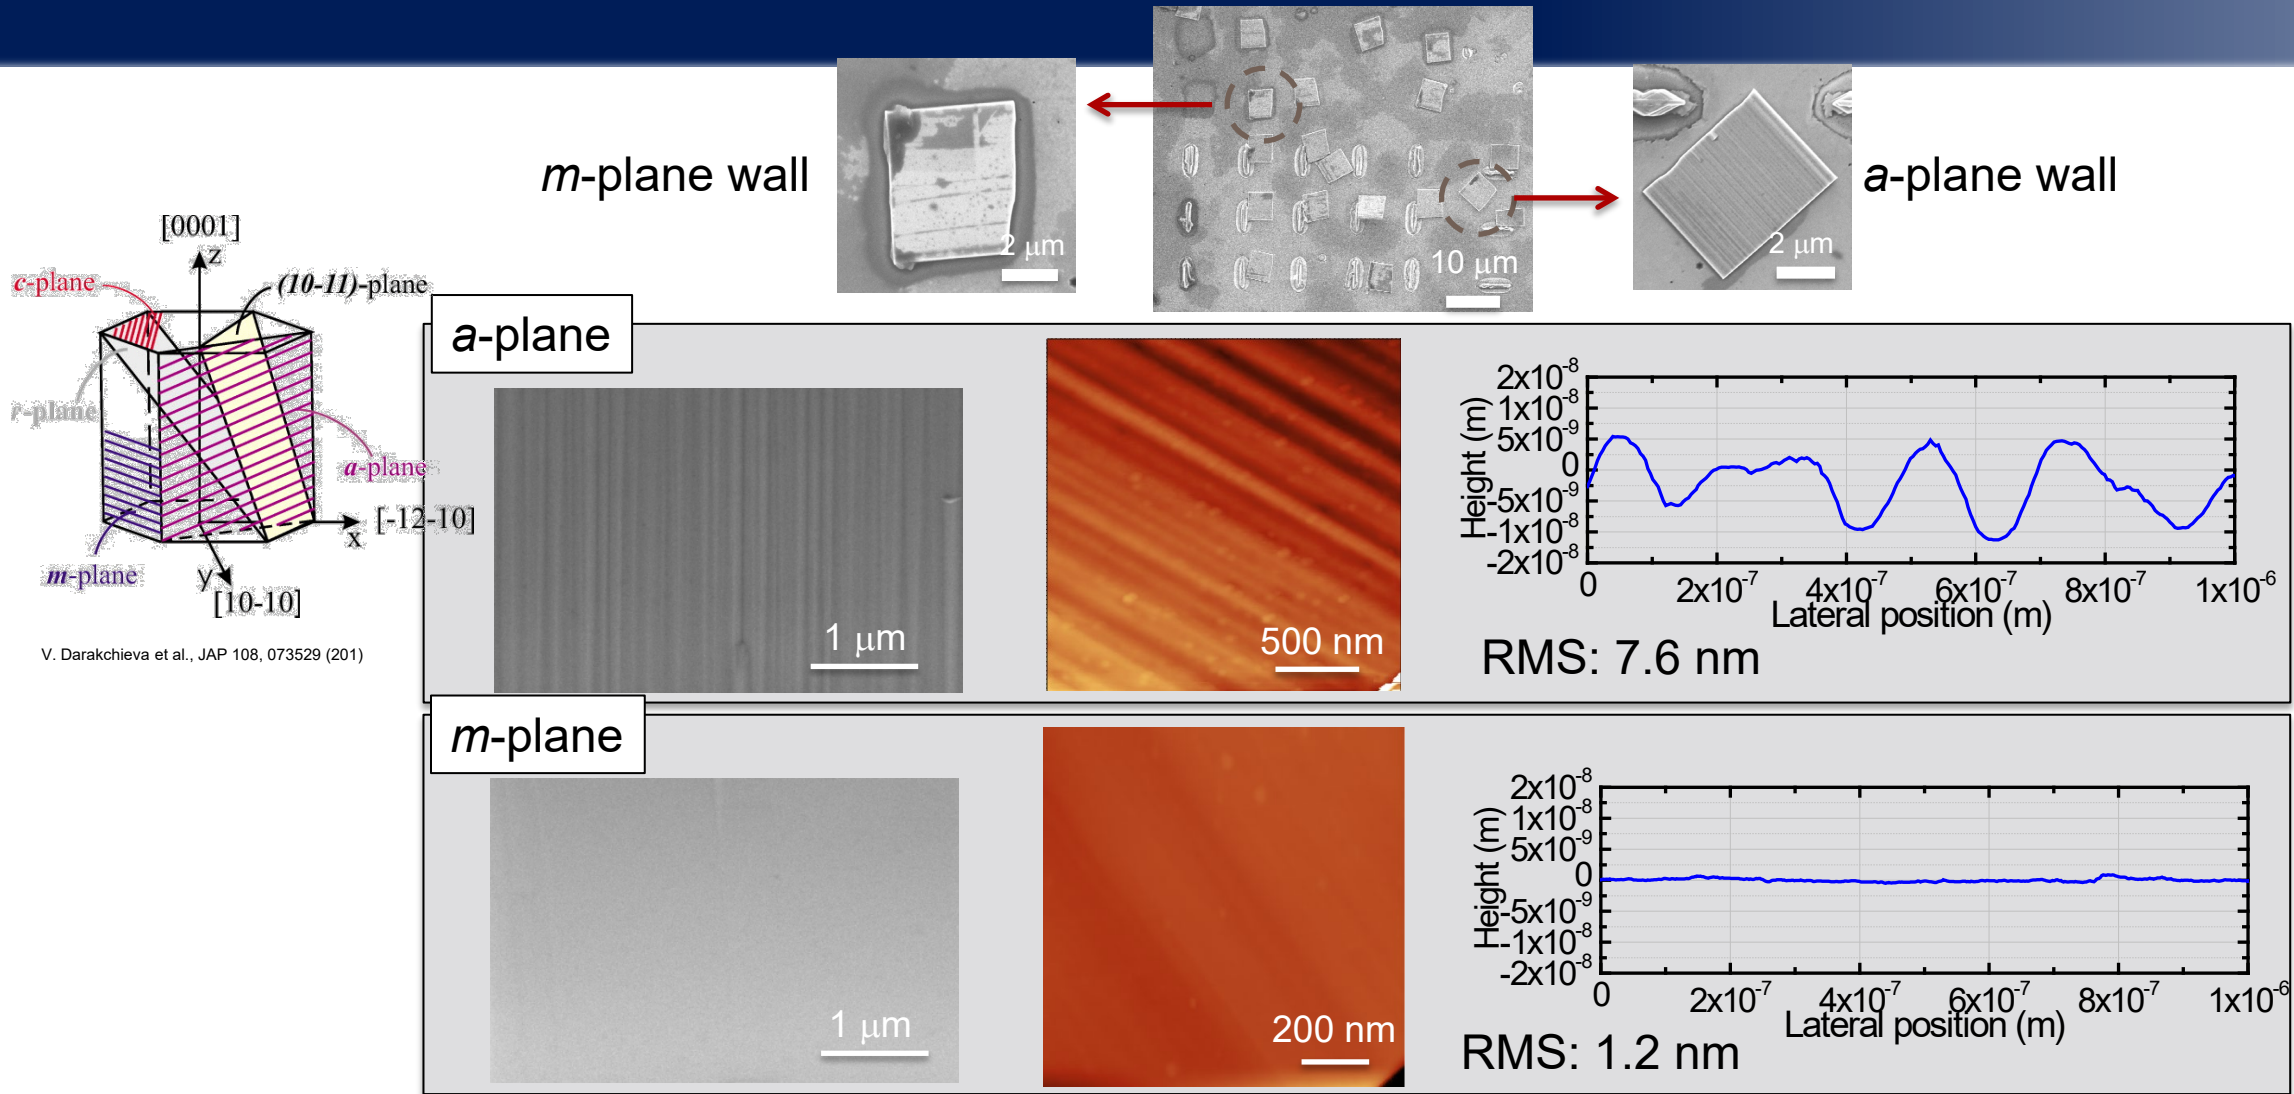 m-plane wall
2 μm
10 μm
2 μm
a-plane wall
[0001]
z
c-plane
(10-11)-plane
r-plane
a-plane
[-12-10]
x
m-plane
y
[10-10]
V. Darakchieva et al., JAP 108, 073529 (201)
a-plane
1 μm
500 nm
2x10⁻⁸
1x10⁻⁸
5x10⁻⁹
0
-5x10⁻⁹
-1x10⁻⁸
-2x10⁻⁸
Height (m)
0 2x10⁻⁷ 4x10⁻⁷ 6x10⁻⁷ 8x10⁻⁷ 1x10⁻⁶
Lateral position (m)
RMS: 7.6 nm
m-plane
1 μm
200 nm
2x10⁻⁸
1x10⁻⁸
5x10⁻⁹
0
-5x10⁻⁹
-1x10⁻⁸
-2x10⁻⁸
Height (m)
0 2x10⁻⁷ 4x10⁻⁷ 6x10⁻⁷ 8x10⁻⁷ 1x10⁻⁶
Lateral position (m)
RMS: 1.2 nm